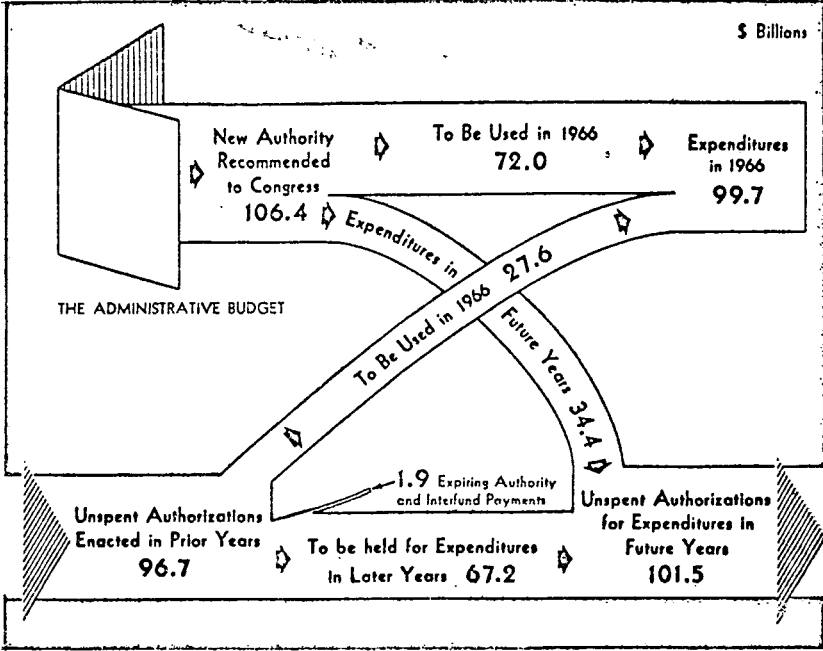 $ Billions
New Authority
Recommended
to Congress
106.4
To Be Used in 1966
72.0
Expenditures
in 1966
99.7
Expenditures in
Future Years 34.4
To Be Used in 1966 27.6
THE ADMINISTRATIVE BUDGET
1.9 Expiring Authority
and Interfund Payments
Unspent Authorizations
Enacted in Prior Years
96.7
To be held for Expenditures
In Later Years 67.2
Unspent Authorizations
for Expenditures In
Future Years
101.5